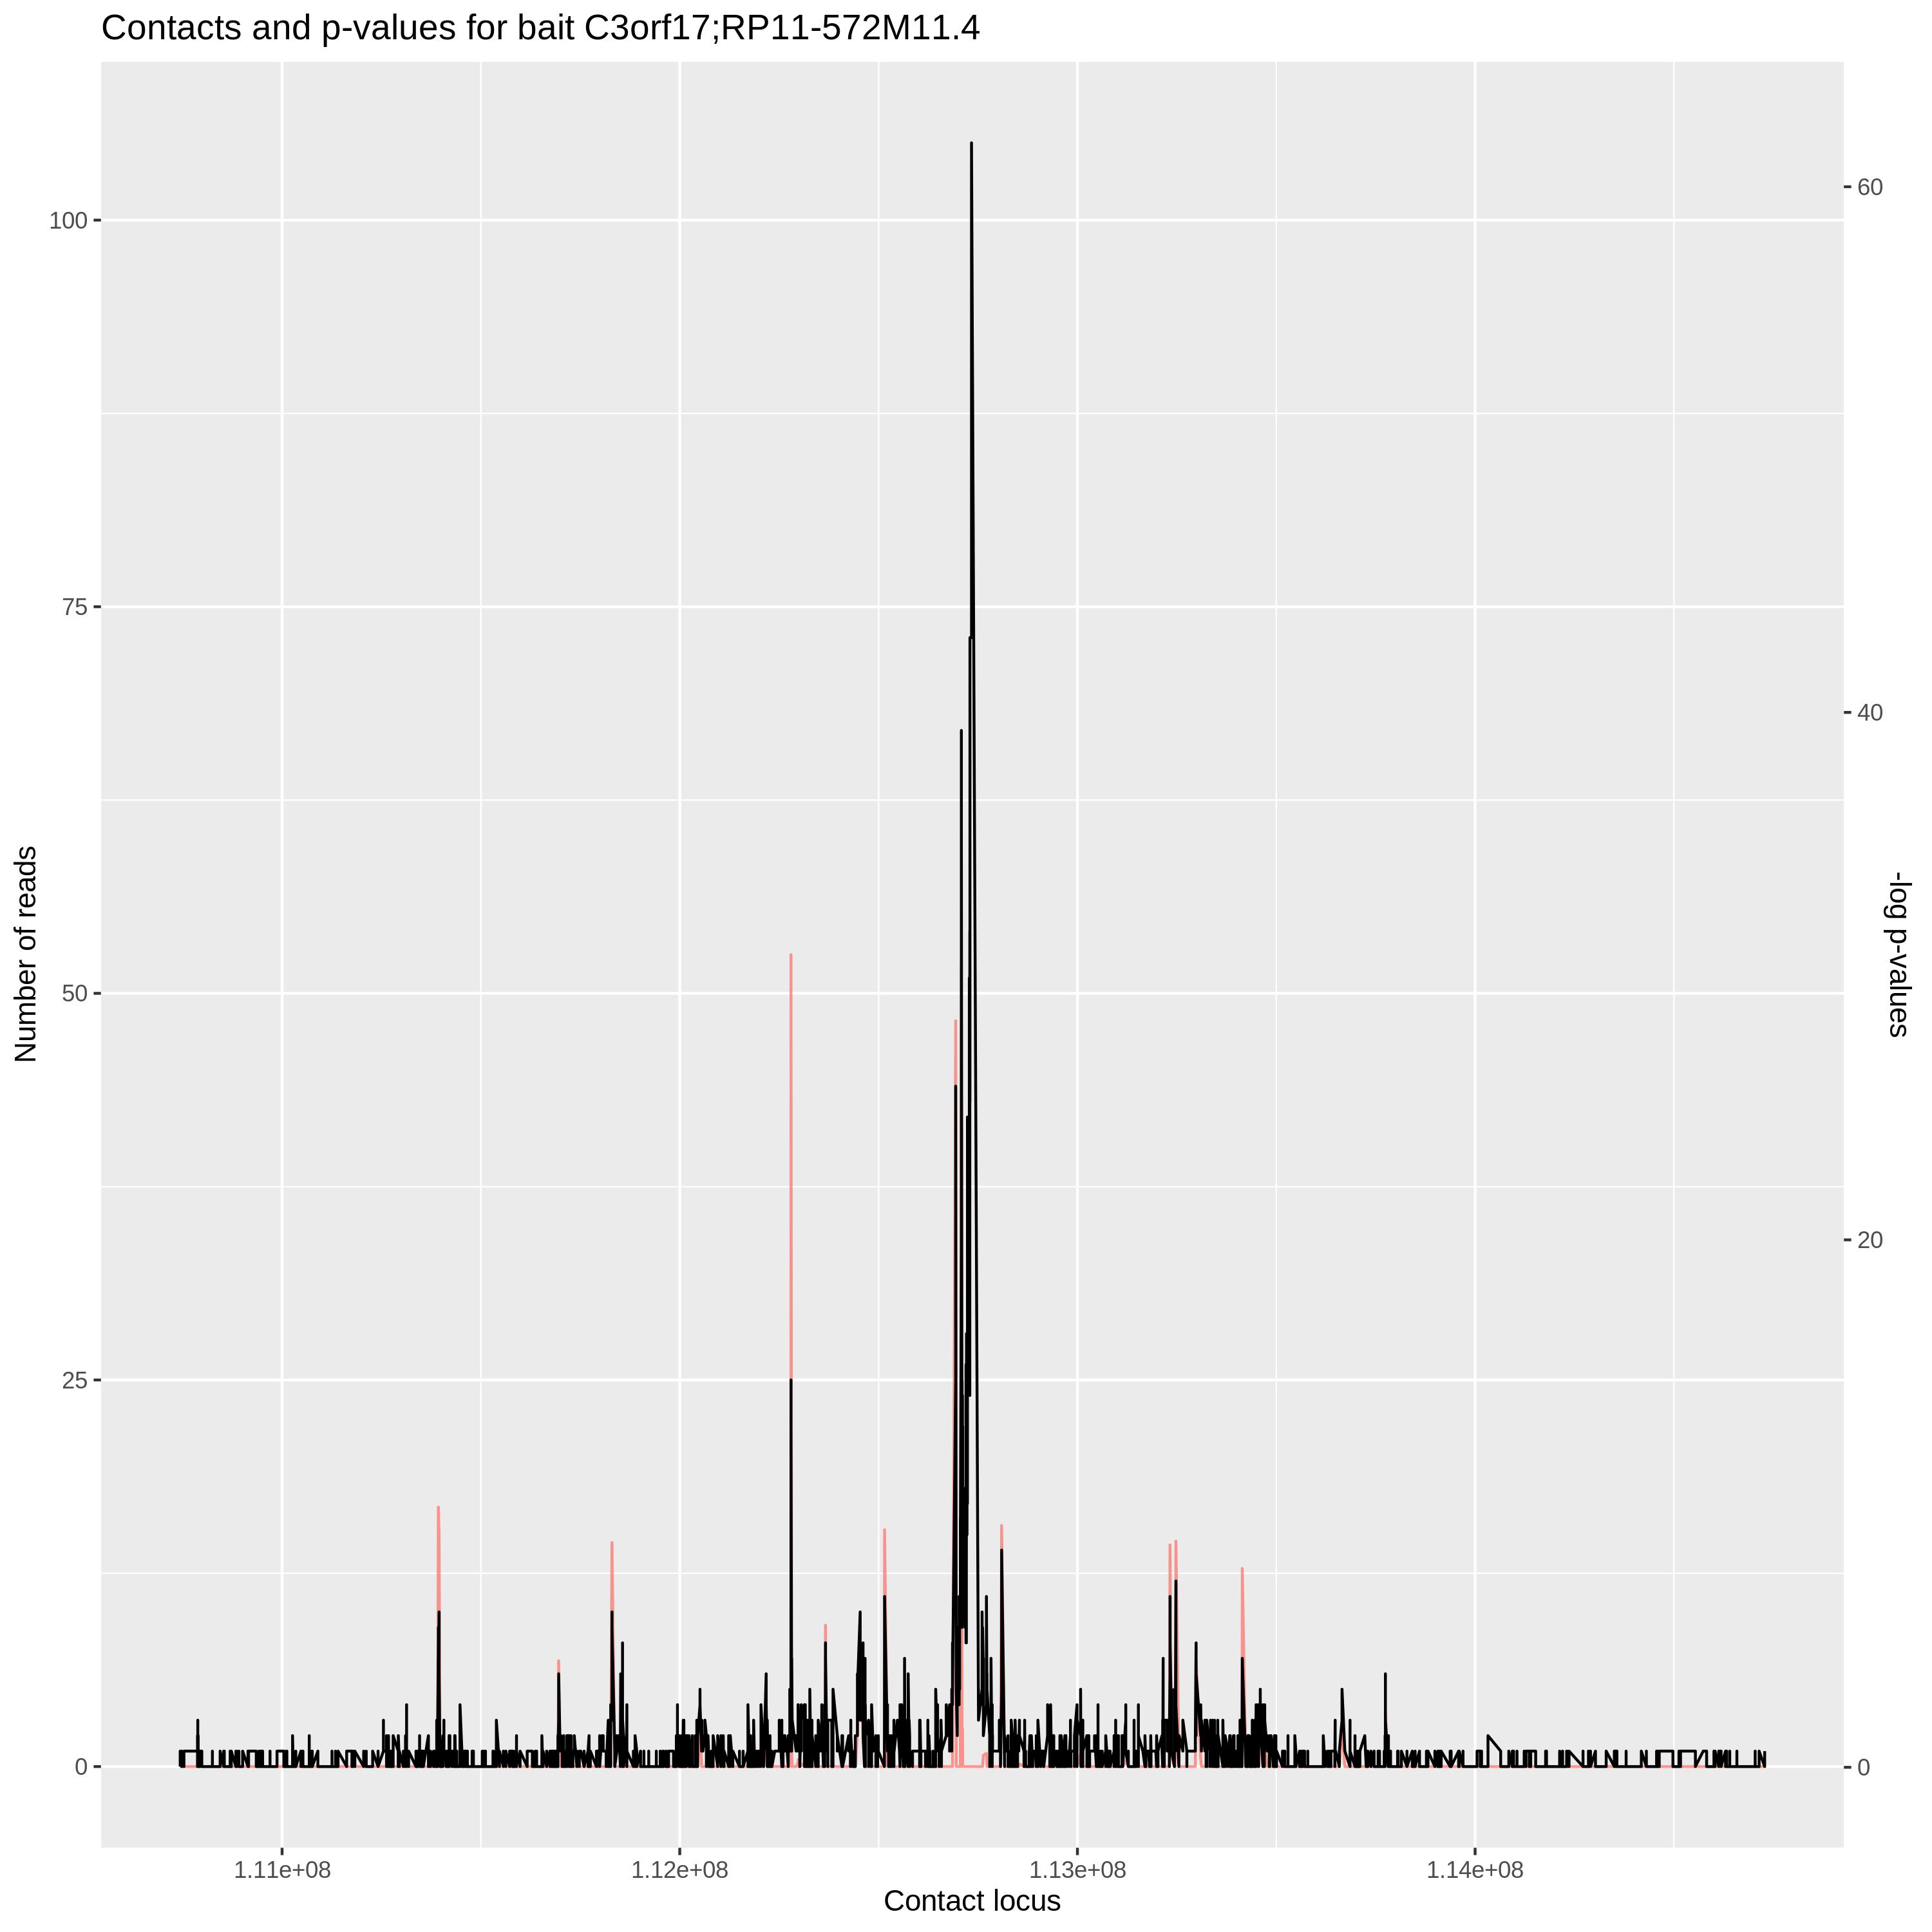 Contacts and p-values for bait C3orf17;RP11-572M11.4
100
75
50
25
0
Number of reads
60
40
20
0
-log p-values
1.11e+08
1.12e+08
1.13e+08
1.14e+08
Contact locus